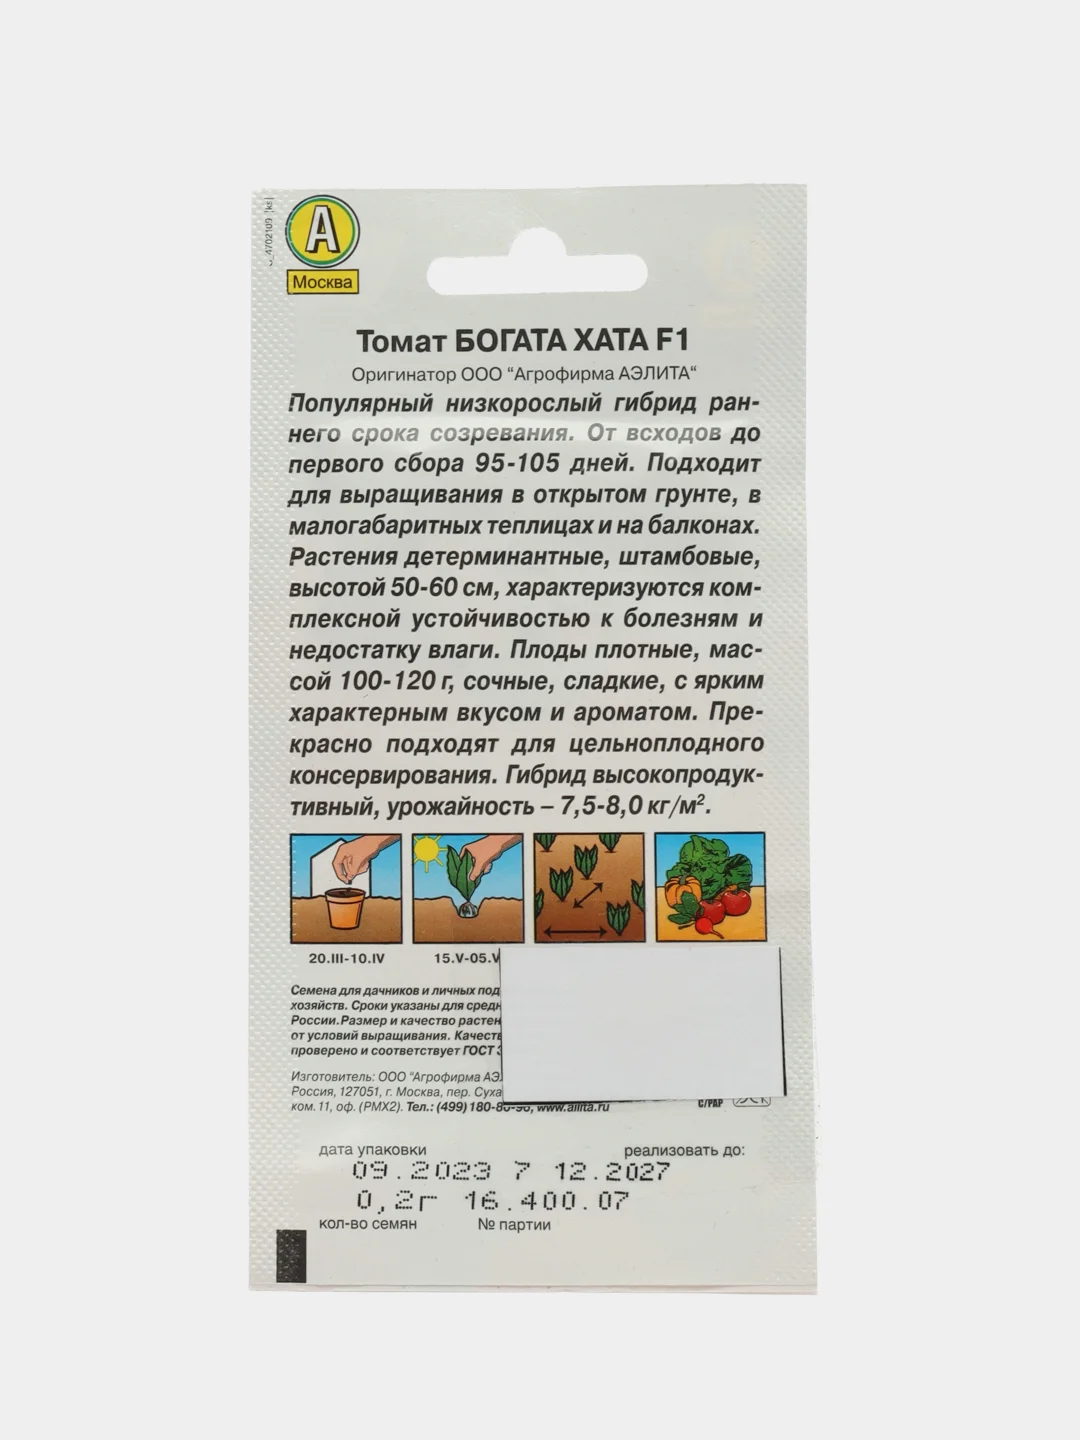 4702109 [ks]
А
Москва
Томат БОГАТА ХАТА F1
Оригинатор ООО “Агрофирма АЭЛИТА“
Популярный низкорослый гибрид ран-
него срока созревания. От всходов до
первого сбора 95-105 дней. Подходит
для выращивания в открытом грунте, в
малогабаритных теплицах и на балконах.
Растения детерминантные, штамбовые,
высотой 50-60 см, характеризуются ком-
плексной устойчивостью к болезням и
недостатку влаги. Плоды плотные, мас-
сой 100-120 г, сочные, сладкие, с ярким
характерным вкусом и ароматом. Пре-
красно подходят для цельноплодного
консервирования. Гибрид высокопродук-
тивный, урожайность – 7,5-8,0 кг/м².
20.III-10.IV 15.V-05.V
Семена для дачников и личных под
хозяйств. Сроки указаны для средн
России.Размер и качество растен
от условий выращивания. Качеств
проверено и соответствует ГОСТ
Изготовитель: ООО “Агрофирма АЭЛ
Россия, 127051, г. Москва, пер. Суха
ком.11, оф. (РМХ2). Тел.: (499) 180-80-90, www.ailita.ru
C/PAP
дата упаковки реализовать до:
09.2023 7 12.2027
0,2г 16.400.07
кол-во семян № партии